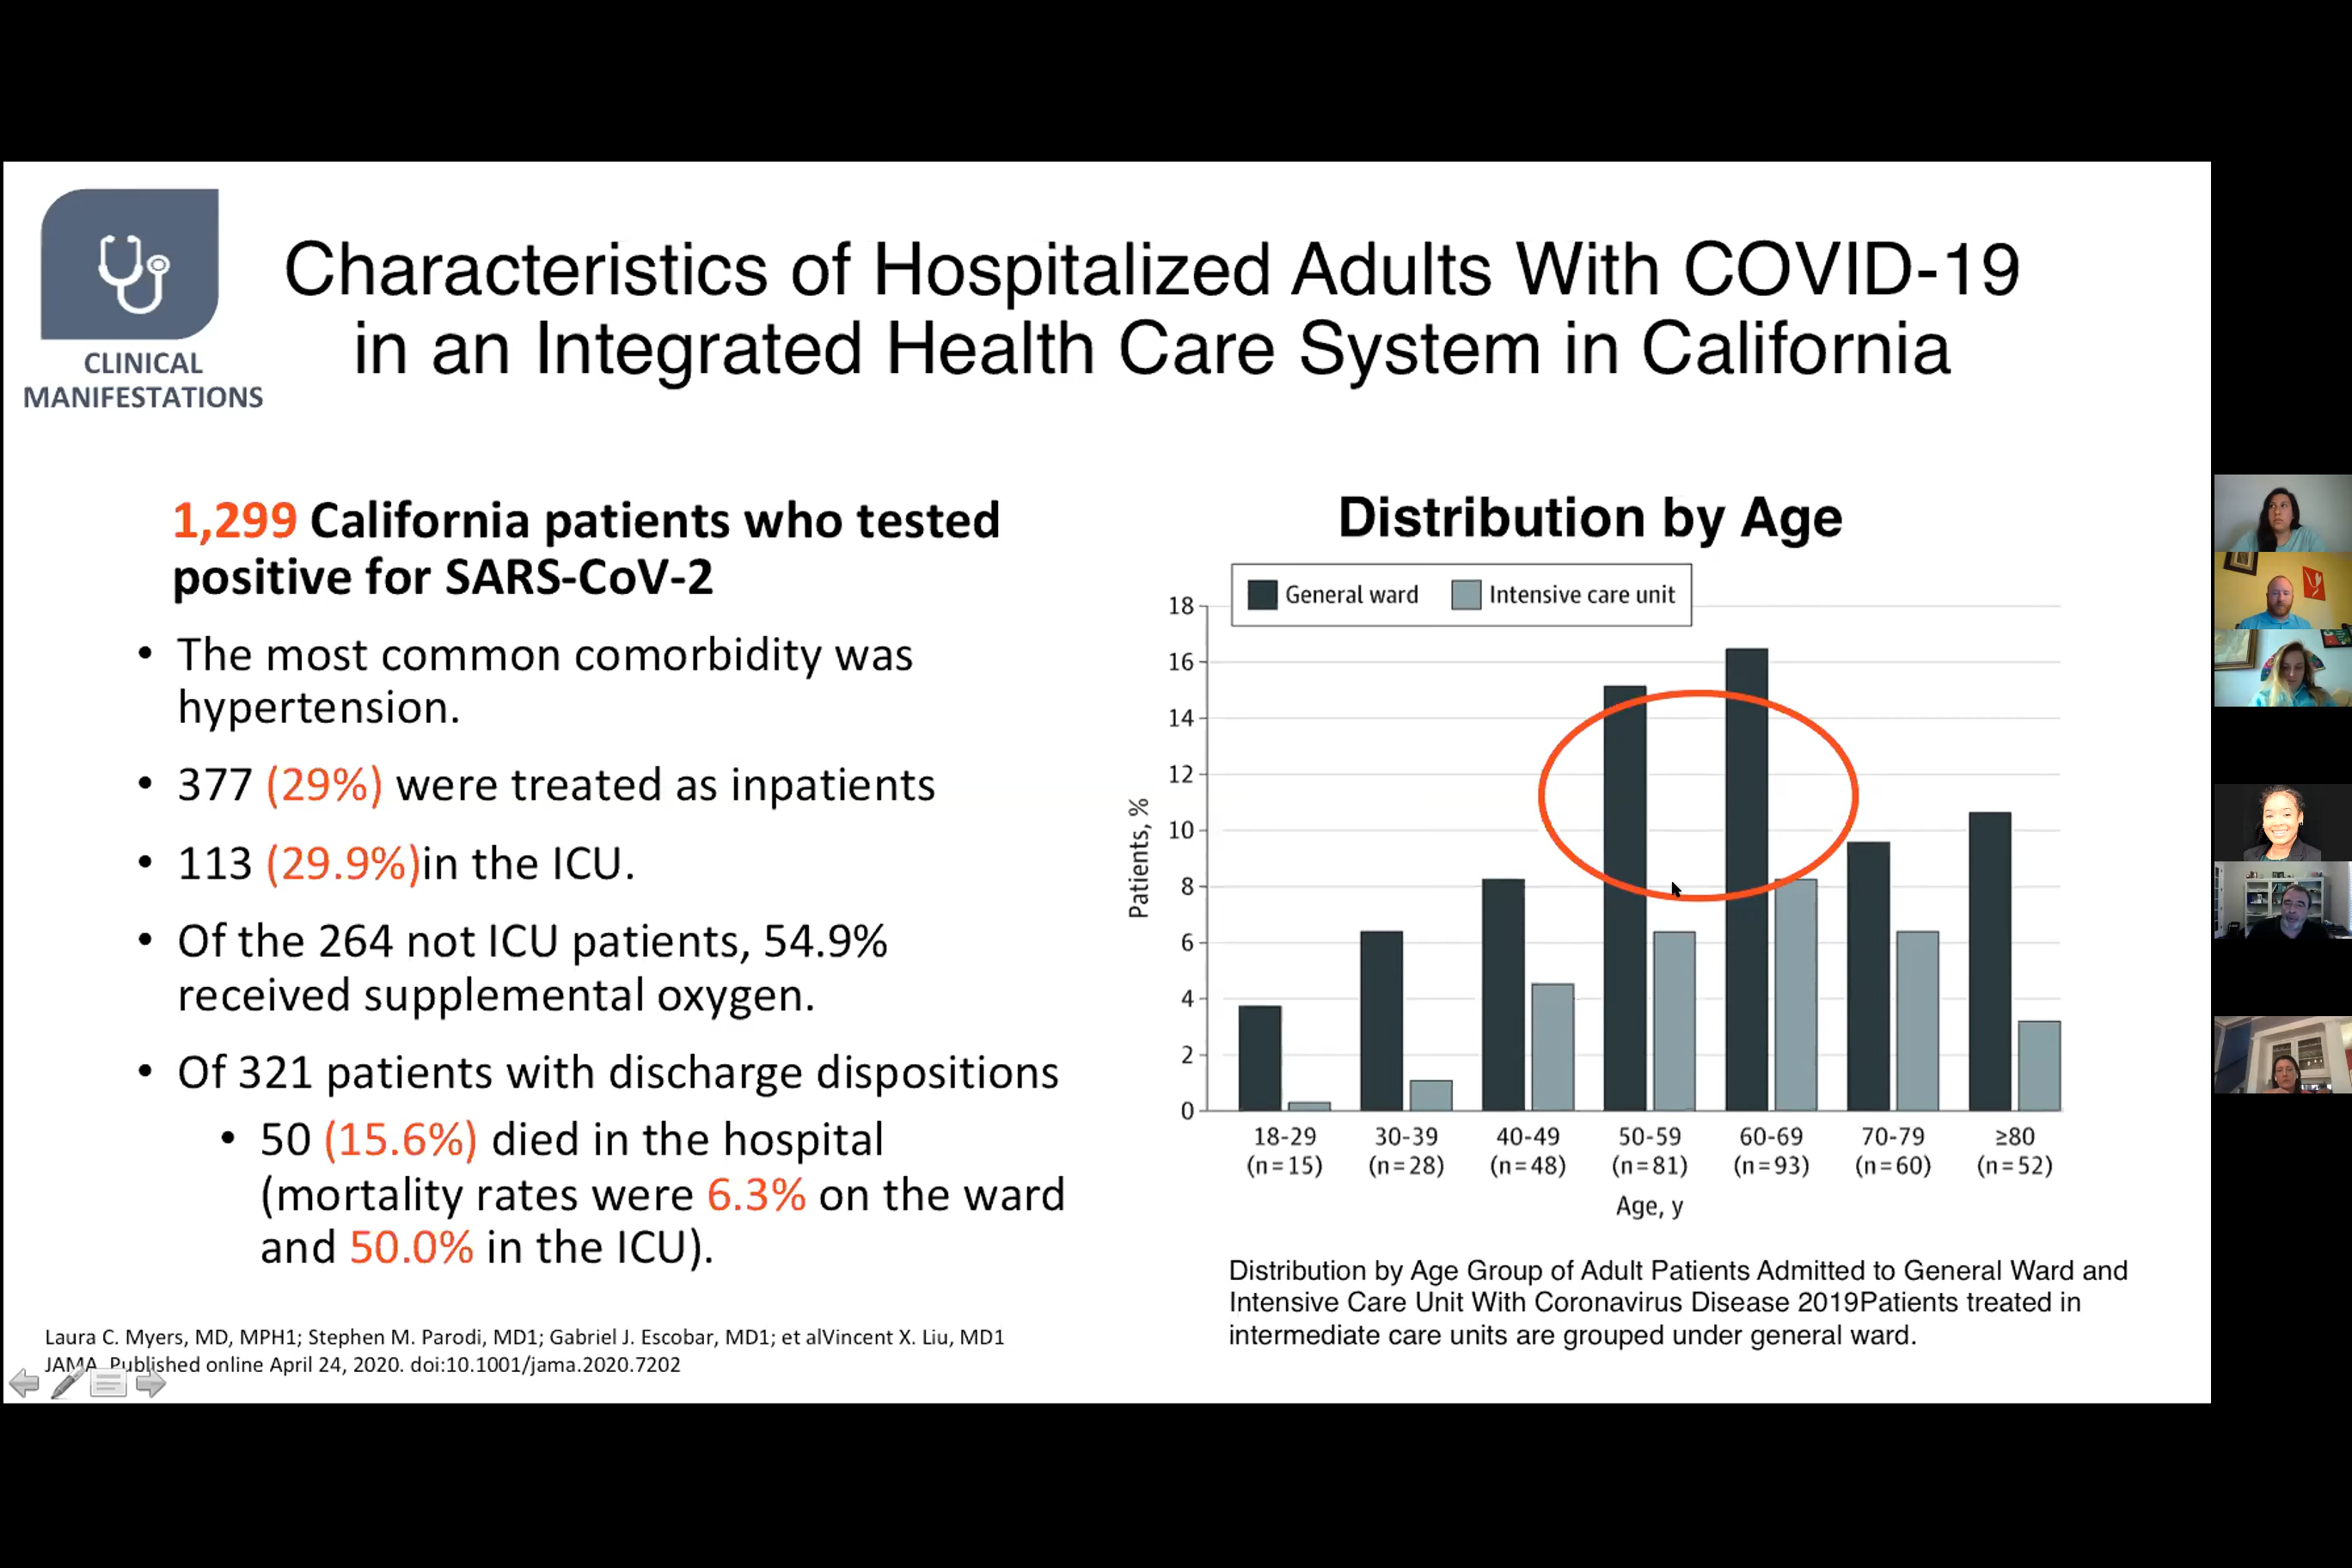 CLINICAL
MANIFESTATIONS
Characteristics of Hospitalized Adults With COVID-19
in an Integrated Health Care System in California
1,299 California patients who tested
positive for SARS-CoV-2
• The most common comorbidity was
hypertension.
• 377 (29%) were treated as inpatients
• 113 (29.9%)in the ICU.
• Of the 264 not ICU patients, 54.9%
received supplemental oxygen.
• Of 321 patients with discharge dispositions
• 50 (15.6%) died in the hospital
(mortality rates were 6.3% on the ward
and 50.0% in the ICU).
Laura C. Myers, MD, MPH1; Stephen M. Parodi, MD1; Gabriel J. Escobar, MD1; et alVincent X. Liu, MD1
JAMA. Published online April 24, 2020. doi:10.1001/jama.2020.7202
Distribution by Age
General ward Intensive care unit
Patients, %
18
16
14
12
10
8
6
4
2
0
18-29 30-39 40-49 50-59 60-69 70-79 ≥80
(n=15) (n=28) (n=48) (n=81) (n=93) (n=60) (n=52)
Age, y
Distribution by Age Group of Adult Patients Admitted to General Ward and
Intensive Care Unit With Coronavirus Disease 2019Patients treated in
intermediate care units are grouped under general ward.